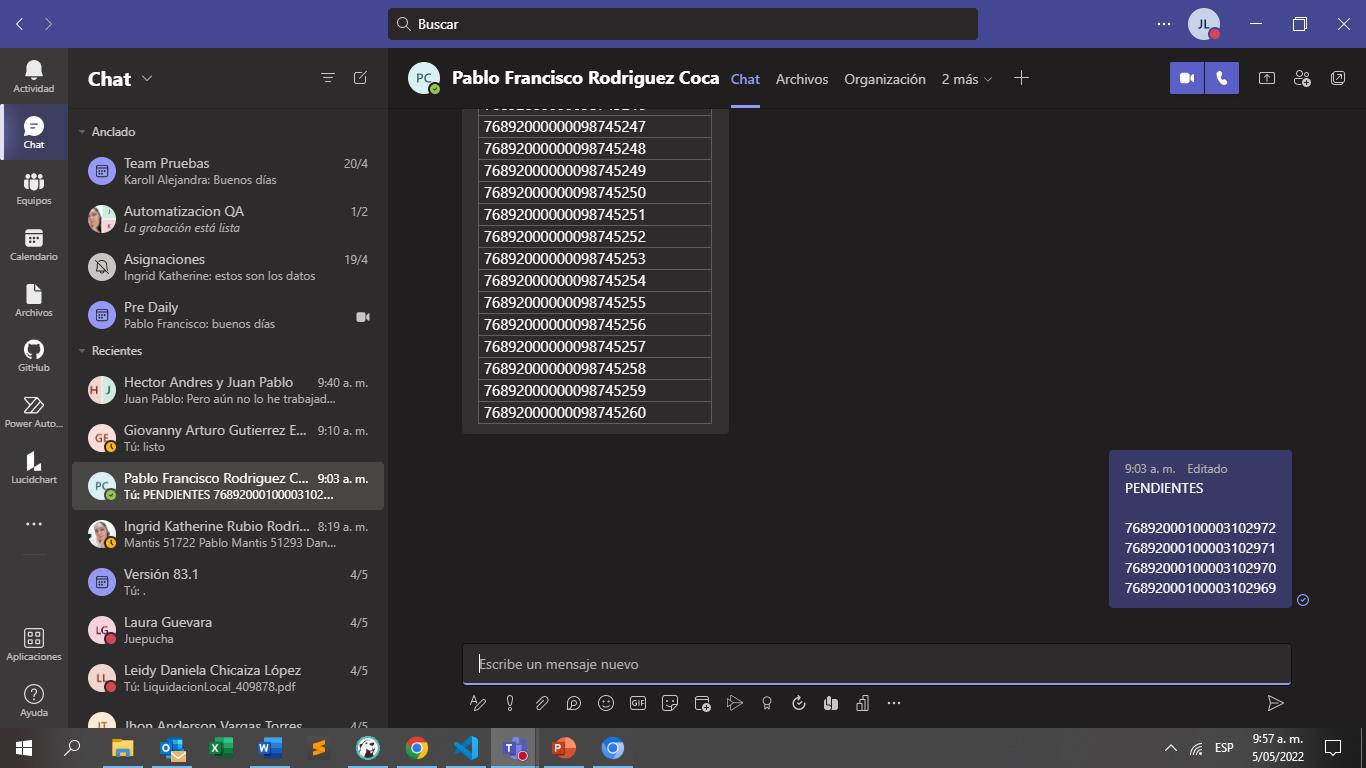 Buscar
JL
Actividad
Chat
Equipos
Calendario
Archivos
GitHub
Power Auto...
Lucidchart
Aplicaciones
Ayuda
Chat
Anclado
Team Pruebas 20/4
Karoll Alejandra: Buenos días
Automatizacion QA 1/2
La grabación está lista
Asignaciones 19/4
Ingrid Katherine: estos son los datos
Pre Daily
Pablo Francisco: buenos días
Recientes
HJ
Hector Andres y Juan Pablo 9:40 a. m.
Juan Pablo: Pero aún no lo he trabajad...
GE
Giovanny Arturo Gutierrez E... 9:10 a. m.
Tú: listo
PC
Pablo Francisco Rodriguez C... 9:03 a. m.
Tú: PENDIENTES 76892000100003102...
Ingrid Katherine Rubio Rodri... 8:19 a. m.
Mantis 51722 Pablo Mantis 51293 Dan...
Versión 83.1 4/5
Tú: .
LG
Laura Guevara 4/5
Juepucha
LL
Leidy Daniela Chicaiza López 4/5
Tú: LiquidacionLocal_409878.pdf
JT
Jhon Anderson Vargas Torres 4/5
PC
Pablo Francisco Rodriguez Coca
Chat Archivos Organización 2 más
76892000000098745247
76892000000098745248
76892000000098745249
76892000000098745250
76892000000098745251
76892000000098745252
76892000000098745253
76892000000098745254
76892000000098745255
76892000000098745256
76892000000098745257
76892000000098745258
76892000000098745259
76892000000098745260
9:03 a. m. Editado
PENDIENTES
76892000100003102972
76892000100003102971
76892000100003102970
76892000100003102969
Escribe un mensaje nuevo
GIF
ESP
9:57 a. m.
5/05/2022